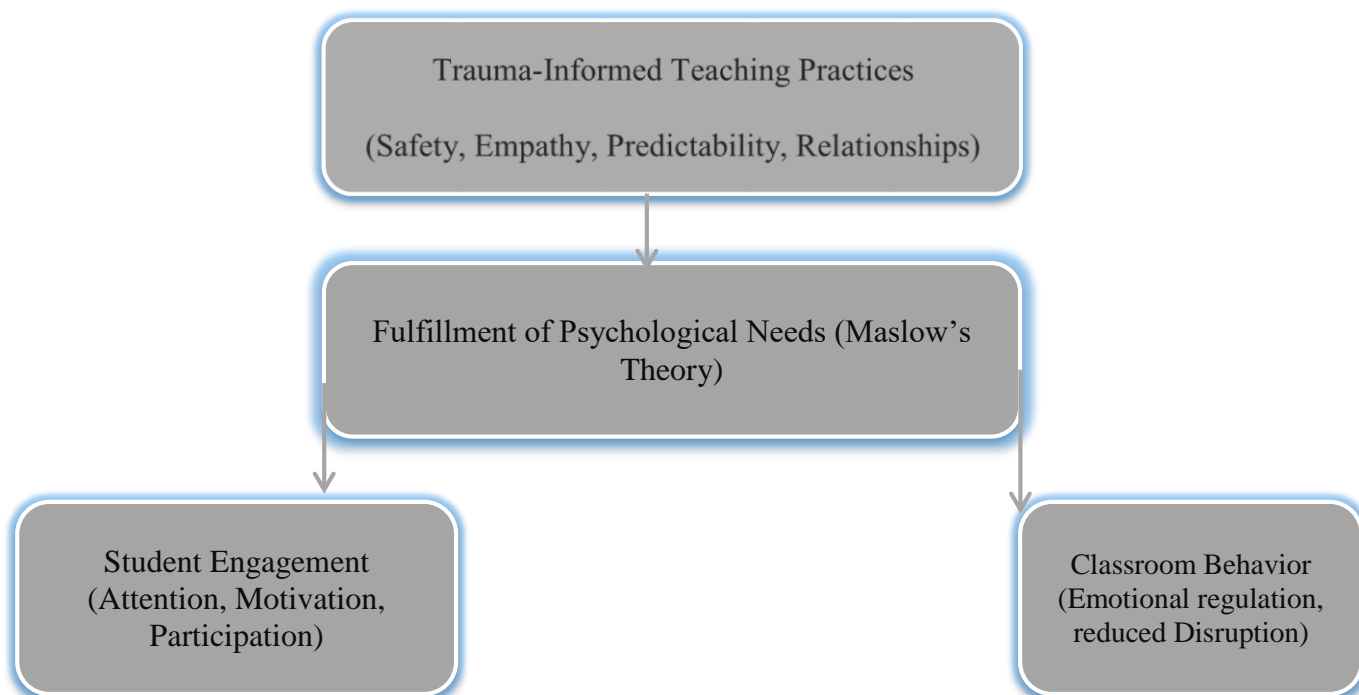 Trauma-Informed Teaching Practices
(Safety, Empathy, Predictability, Relationships)
Fulfillment of Psychological Needs (Maslow’s
Theory)
Student Engagement
(Attention, Motivation,
Participation)
Classroom Behavior
(Emotional regulation,
reduced Disruption)